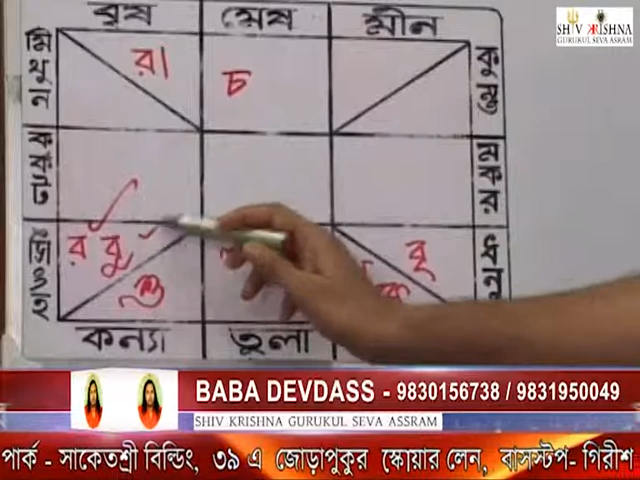 বৃষ মেষ মীন
SHIV KRISHNA
GURUKUL SEVA ASRAM
মিথুন
রা
চ
কুম্ভ
কর্কট
মকর
সিংহ
র বু
শু
বৃ
ধনু
কন্যা তুলা
BABA DEVDASS - 9830156738 / 9831950049
SHIV KRISHNA GURUKUL SEVA ASSRAM
পার্ক - সাকেতশ্রী বিল্ডিং, ৩৯ এ জোড়াপুকুর স্কোয়ার লেন, বাসস্টপ- গিরীশ